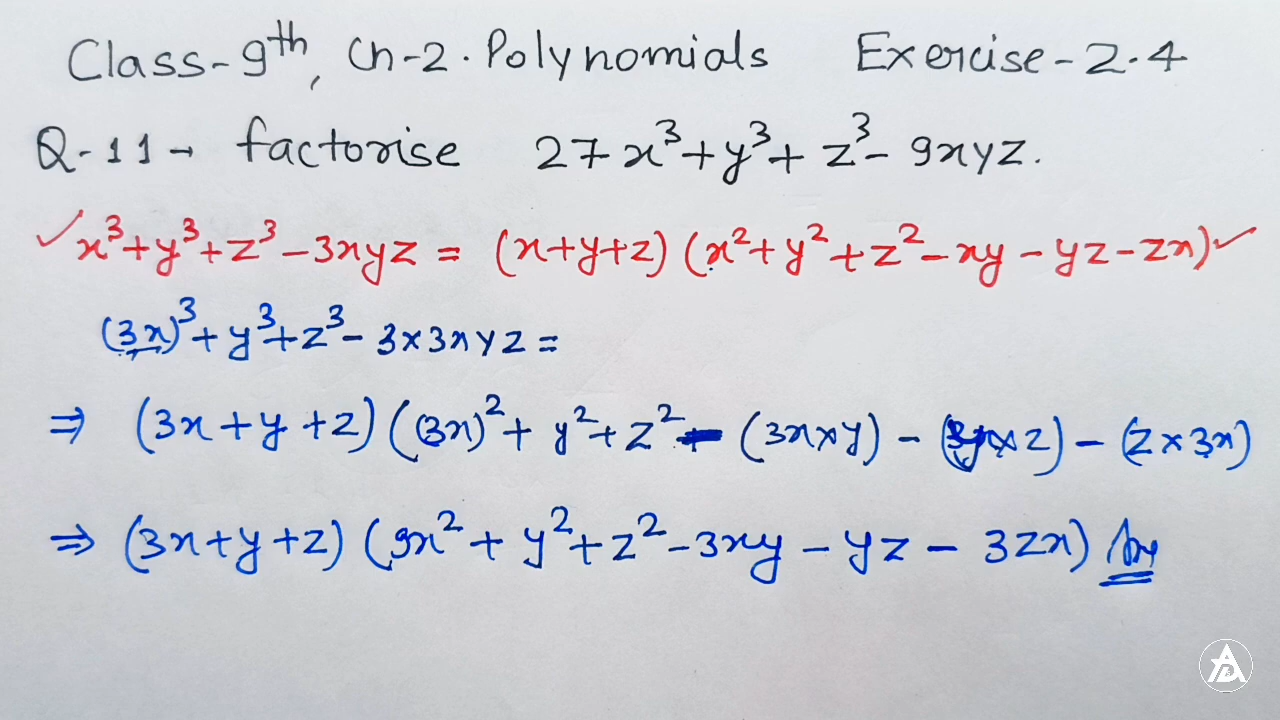 Class-9th, Ch-2. Polynomials Exercise-2.4
Q-11→ factorise 27x³+y³+z³-9xyz.
✓x³+y³+z³-3xyz = (x+y+z)(x²+y²+z²-xy-yz-zx)✓
(3x)³+y³+z³-3×3xyz=
⇒ (3x+y+z)((3x)²+y²+z²-(3x×y)-(y×z)-(z×3x)
⇒ (3x+y+z)(9x²+y²+z²-3xy-yz-3zx) Ans